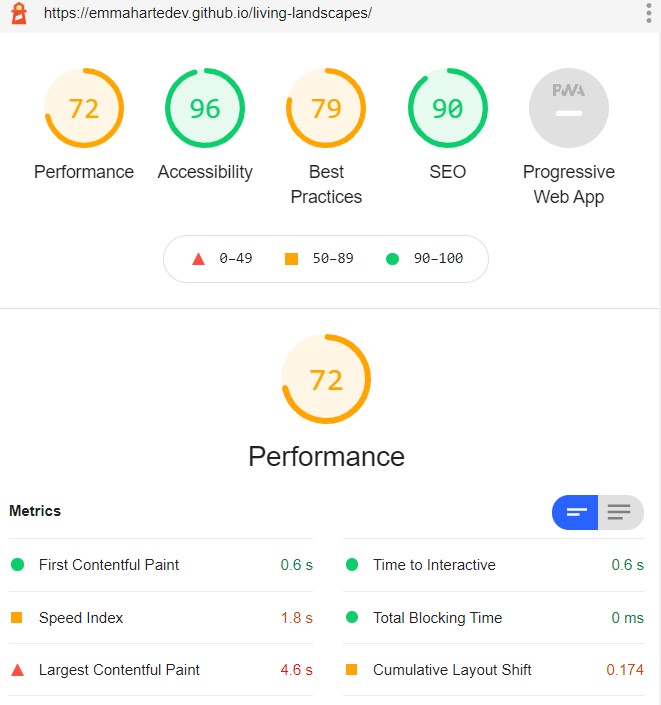 https://emmahartedev.github.io/living-landscapes/
72 96 79 90 PWA
Performance Accessibility Best Practices SEO Progressive Web App
0–49 50–89 90–100
72
Performance
Metrics
First Contentful Paint 0.6 s
Time to Interactive 0.6 s
Speed Index 1.8 s
Total Blocking Time 0 ms
Largest Contentful Paint 4.6 s
Cumulative Layout Shift 0.174